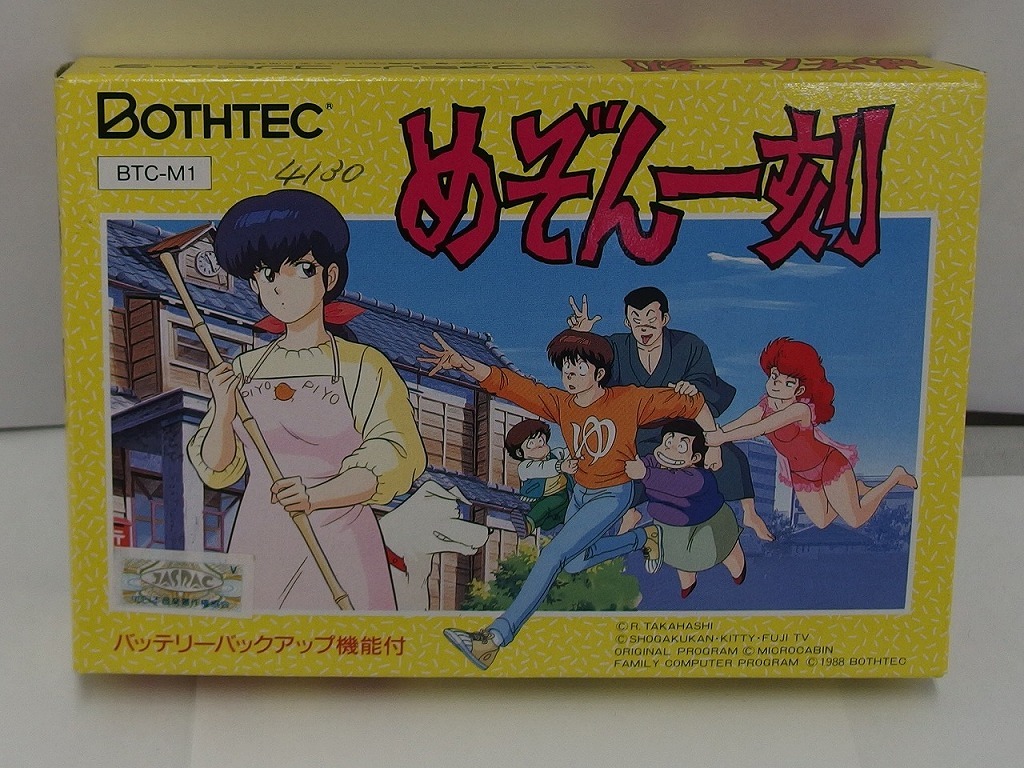 BOTHTEC®
BTC-M1
4180
めぞん一刻
PIYO PIYO
JASRAC
バッテリーバックアップ機能付
© R. TAKAHASHI
© SHOGAKUKAN・KITTY・FUJI TV
ORIGINAL PROGRAM © MICROCABIN
FAMILY COMPUTER PROGRAM © 1988 BOTHTEC